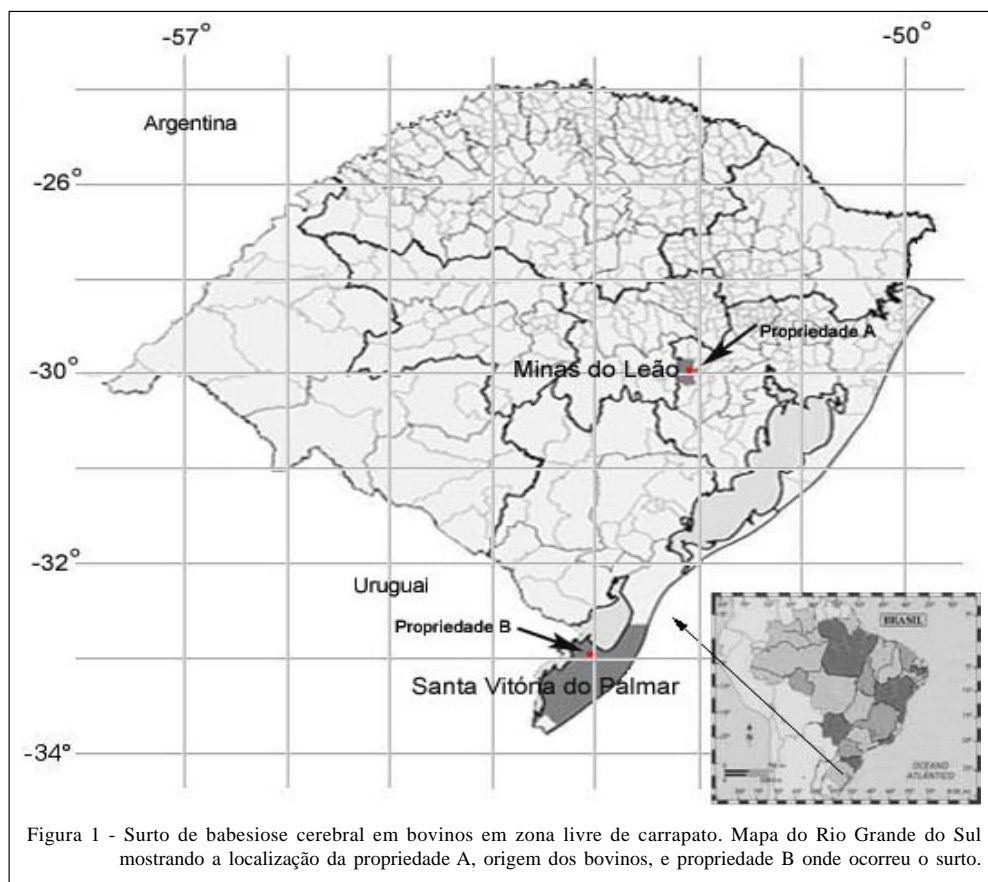 -57°
-50°
Argentina
-26°
-28°
Propriedade A
Minas do Leão
-30°
-32°
Uruguai
Propriedade B
Santa Vitória do Palmar
-34°
BRASIL
OCEANO
ATLÂNTICO
Figura 1 - Surto de babesiose cerebral em bovinos em zona livre de carrapato. Mapa do Rio Grande do Sul
mostrando a localização da propriedade A, origem dos bovinos, e propriedade B onde ocorreu o surto.